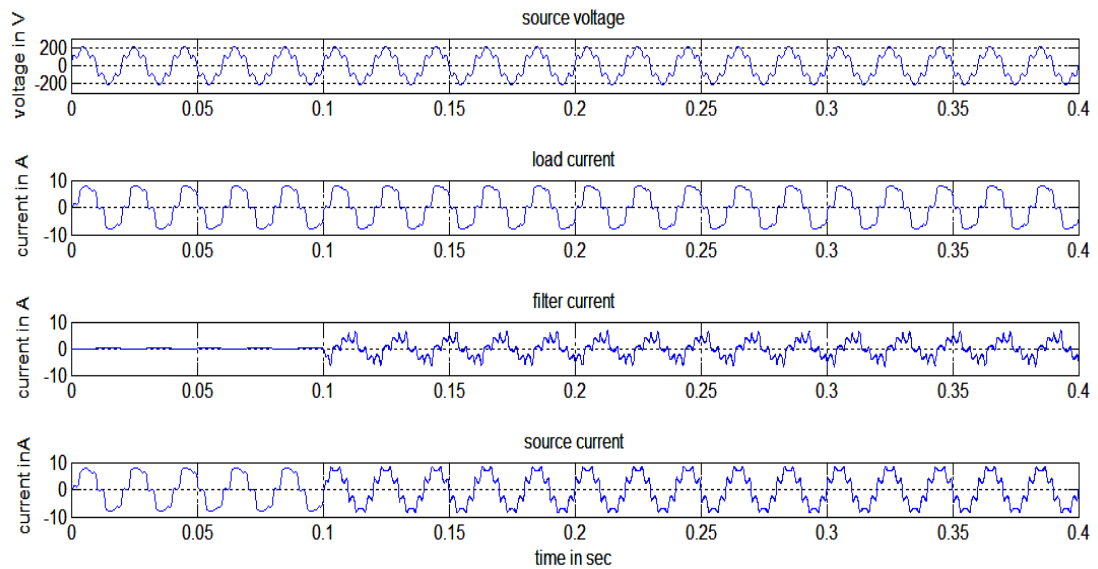 source voltage
voltage in V
200
0
-200
0 0.05 0.1 0.15 0.2 0.25 0.3 0.35 0.4
load current
current in A
10
0
-10
0 0.05 0.1 0.15 0.2 0.25 0.3 0.35 0.4
filter current
current in A
10
0
-10
0 0.05 0.1 0.15 0.2 0.25 0.3 0.35 0.4
source current
current inA
10
0
-10
0 0.05 0.1 0.15 0.2 0.25 0.3 0.35 0.4
time in sec